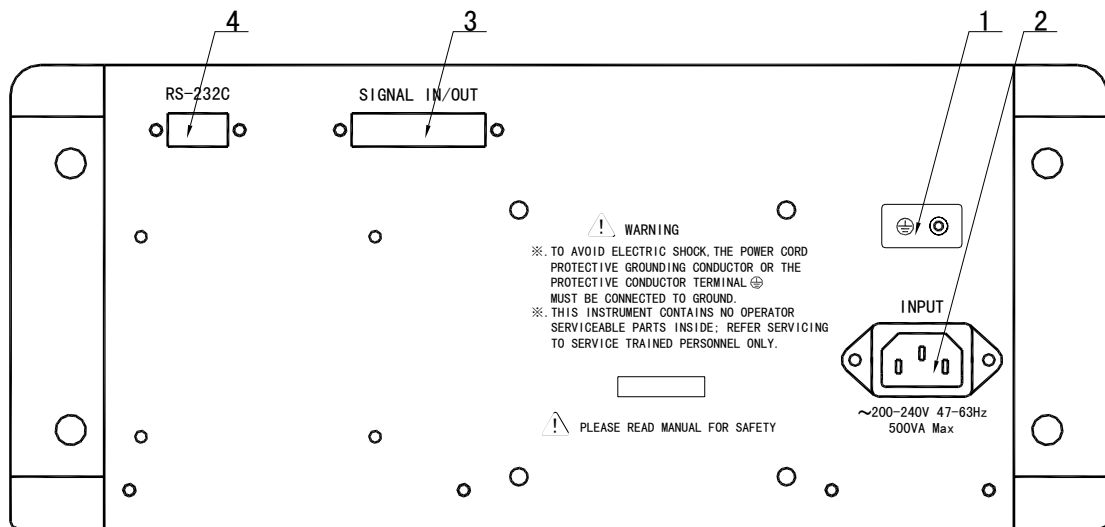 4
3
1
2
RS-232C
SIGNAL IN/OUT
WARNING
※. TO AVOID ELECTRIC SHOCK, THE POWER CORD
PROTECTIVE GROUNDING CONDUCTOR OR THE
PROTECTIVE CONDUCTOR TERMINAL ⏚
MUST BE CONNECTED TO GROUND.
※. THIS INSTRUMENT CONTAINS NO OPERATOR
SERVICEABLE PARTS INSIDE; REFER SERVICING
TO SERVICE TRAINED PERSONNEL ONLY.
! PLEASE READ MANUAL FOR SAFETY
INPUT
~200-240V 47-63Hz
500VA Max